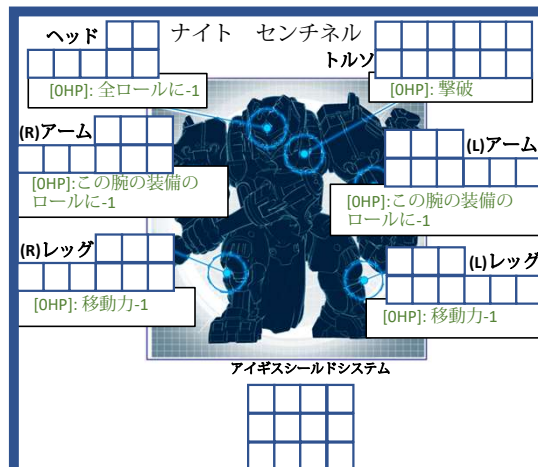 ナイト センチネル
ヘッド
[0HP]: 全ロールに-1
トルソ
[0HP]: 撃破
(R)アーム
[0HP]:この腕の装備の
ロールに-1
(L)アーム
[0HP]:この腕の装備の
ロールに-1
(R)レッグ
[0HP]: 移動力-1
(L)レッグ
[0HP]: 移動力-1
アイギスシールドシステム